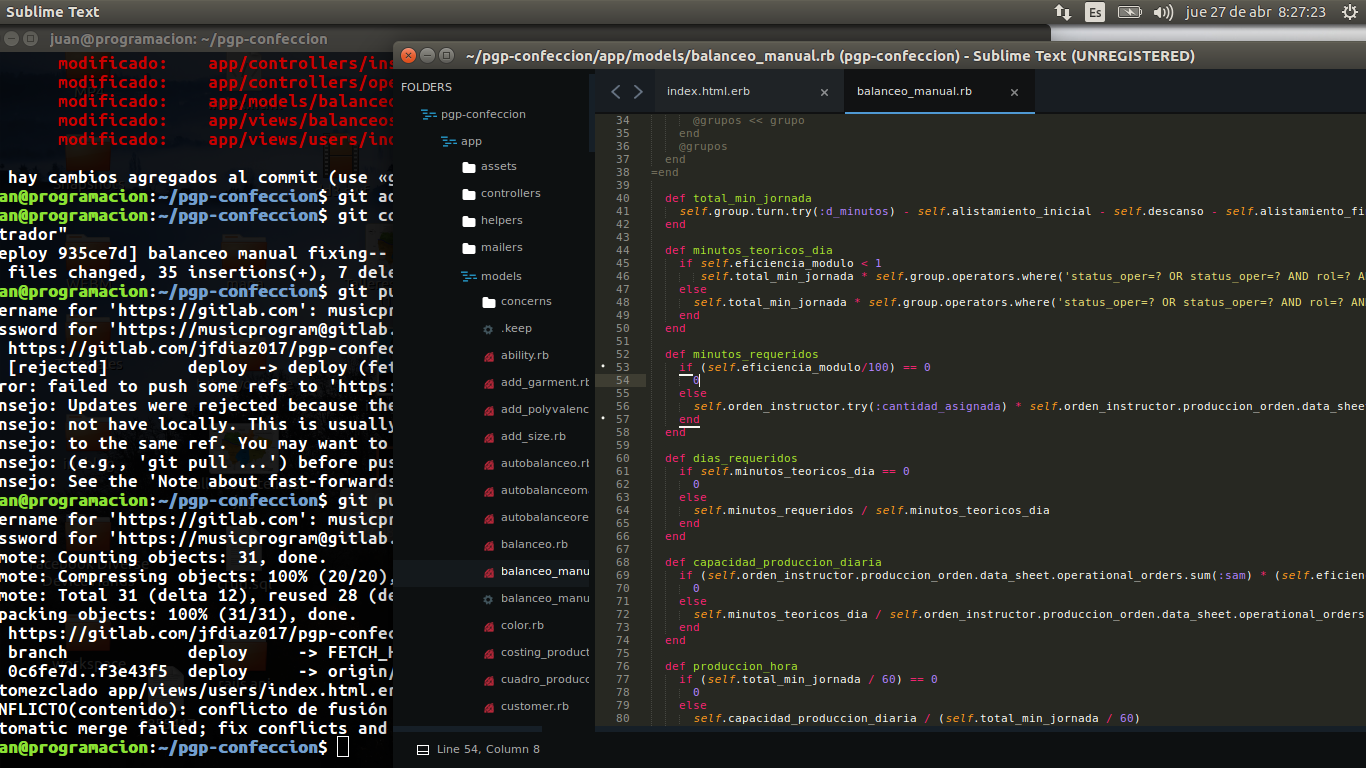 Sublime Text
Es
jue 27 de abr 8:27:23
juan@programacion: ~/pgp-confeccion
modificado: app/controllers/ins
modificado: app/controllers/ope
modificado: app/models/balanceo
modificado: app/views/balanceos
modificado: app/views/users/ind
hay cambios agregados al commit (use «g
an@programacion:~/pgp-confeccion$ git ad
an@programacion:~/pgp-confeccion$ git co
trador"
eploy 935ce7d] balanceo manual fixing--
files changed, 35 insertions(+), 7 dele
an@programacion:~/pgp-confeccion$ git pu
ername for 'https://gitlab.com': musicpr
ssword for 'https://musicprogram@gitlab.
https://gitlab.com/jfdiaz017/pgp-confec
[rejected] deploy -> deploy (fet
ror: failed to push some refs to 'https:
nsejo: Updates were rejected because the
nsejo: not have locally. This is usually
nsejo: to the same ref. You may want to
nsejo: (e.g., 'git pull ...') before pus
nsejo: See the 'Note about fast-forwards
an@programacion:~/pgp-confeccion$ git pu
ername for 'https://gitlab.com': musicpr
ssword for 'https://musicprogram@gitlab.
mote: Counting objects: 31, done.
mote: Compressing objects: 100% (20/20),
mote: Total 31 (delta 12), reused 28 (de
packing objects: 100% (31/31), done.
https://gitlab.com/jfdiaz017/pgp-confec
branch deploy -> FETCH_H
0c6fe7d..f3e43f5 deploy -> origin/
tomezclado app/views/users/index.html.er
NFLICTO(contenido): conflicto de fusión
tomatic merge failed; fix conflicts and
an@programacion:~/pgp-confeccion$
~/pgp-confeccion/app/models/balanceo_manual.rb (pgp-confeccion) - Sublime Text (UNREGISTERED)
FOLDERS
pgp-confeccion
app
assets
controllers
helpers
mailers
models
concerns
.keep
ability.rb
add_garment.rb
add_polyvalenc
add_size.rb
autobalanceo.rb
autobalanceom
autobalanceore
balanceo.rb
balanceo_manu
balanceo_manu
color.rb
costing_product
cuadro_producc
customer.rb
index.html.erb ×
balanceo_manual.rb ×
34 @grupos << grupo
35 end
36 @grupos
37 end
38 =end
39
40 def total_min_jornada
41 self.group.turn.try(:d_minutos) - self.alistamiento_inicial - self.descanso - self.alistamiento_fi
42 end
43
44 def minutos_teoricos_dia
45 if self.eficiencia_modulo < 1
46 self.total_min_jornada * self.group.operators.where('status_oper=? OR status_oper=? AND rol=? A
47 else
48 self.total_min_jornada * self.group.operators.where('status_oper=? OR status_oper=? AND rol=? AN
49 end
50 end
51
52 def minutos_requeridos
53 if (self.eficiencia_modulo/100) == 0
54 0
55 else
56 self.orden_instructor.try(:cantidad_asignada) * self.orden_instructor.produccion_orden.data_shee
57 end
58 end
59
60 def dias_requeridos
61 if self.minutos_teoricos_dia == 0
62 0
63 else
64 self.minutos_requeridos / self.minutos_teoricos_dia
65 end
66 end
67
68 def capacidad_produccion_diaria
69 if (self.orden_instructor.produccion_orden.data_sheet.operational_orders.sum(:sam) * (self.eficien
70 0
71 else
72 self.minutos_teoricos_dia / self.orden_instructor.produccion_orden.data_sheet.operational_orders
73 end
74 end
75
76 def produccion_hora
77 if (self.total_min_jornada / 60) == 0
78 0
79 else
80 self.capacidad_produccion_diaria / (self.total_min_jornada / 60)
Line 54, Column 8